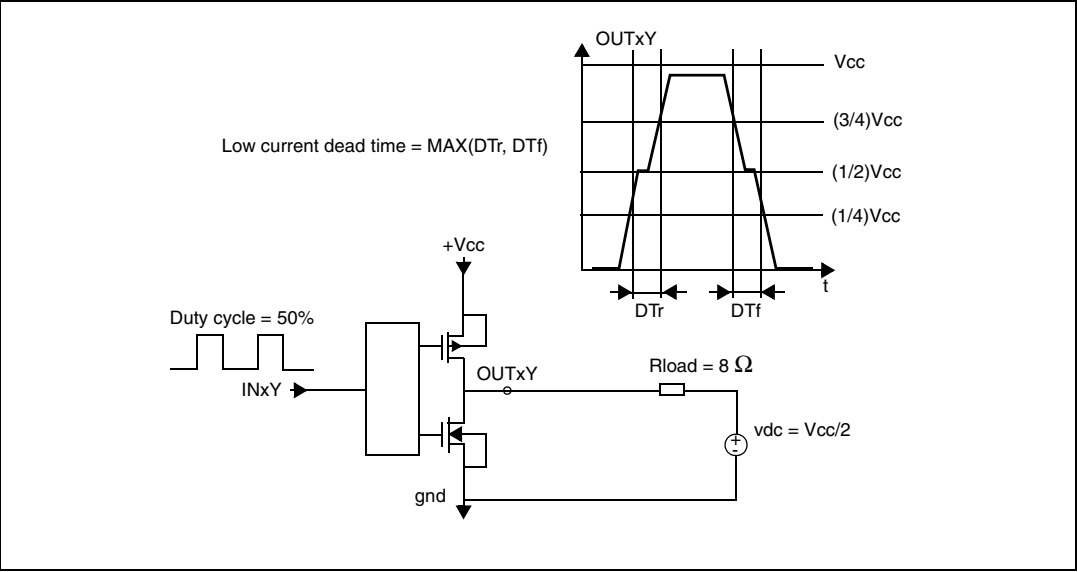 OUTxY
Vcc
(3/4)Vcc
Low current dead time = MAX(DTr, DTf)
(1/2)Vcc
(1/4)Vcc
+Vcc
t
DTr
DTf
Duty cycle = 50%
Rload = 8 Ω
OUTxY
INxY
vdc = Vcc/2
+
-
gnd